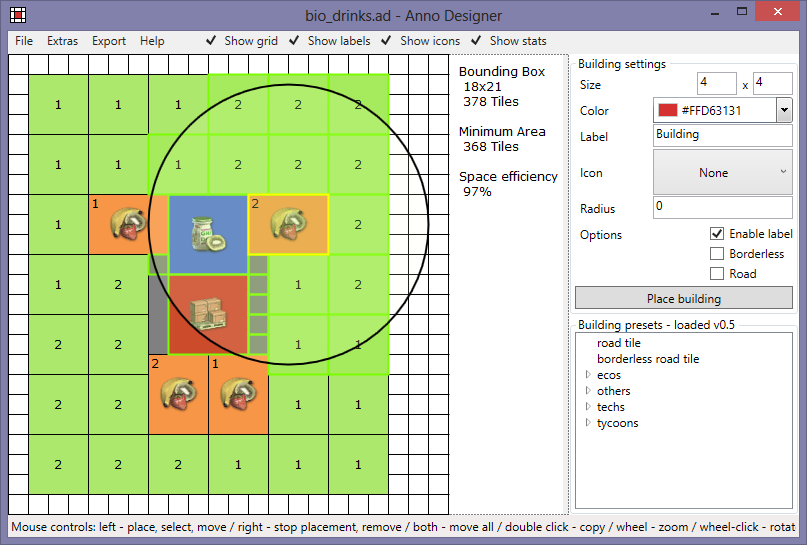 bio_drinks.ad - Anno Designer
File Extras Export Help Show grid Show labels Show icons Show stats
1 1 1 2 2 2
1 1 1 2 2 2
1 1 2 2
1 2 1 2
2 2 1 1
2 2 2 1 1 1
2 2 2 1 1 1
Bounding Box
18x21
378 Tiles
Minimum Area
368 Tiles
Space efficiency
97%
Building settings
Size 4 x 4
Color #FFD63131
Label Building
Icon None
Radius 0
Options Enable label
Borderless
Road
Place building
Building presets - loaded v0.5
road tile
borderless road tile
ecos
others
techs
tycoons
Mouse controls: left - place, select, move / right - stop placement, remove / both - move all / double click - copy / wheel - zoom / wheel-click - rotat